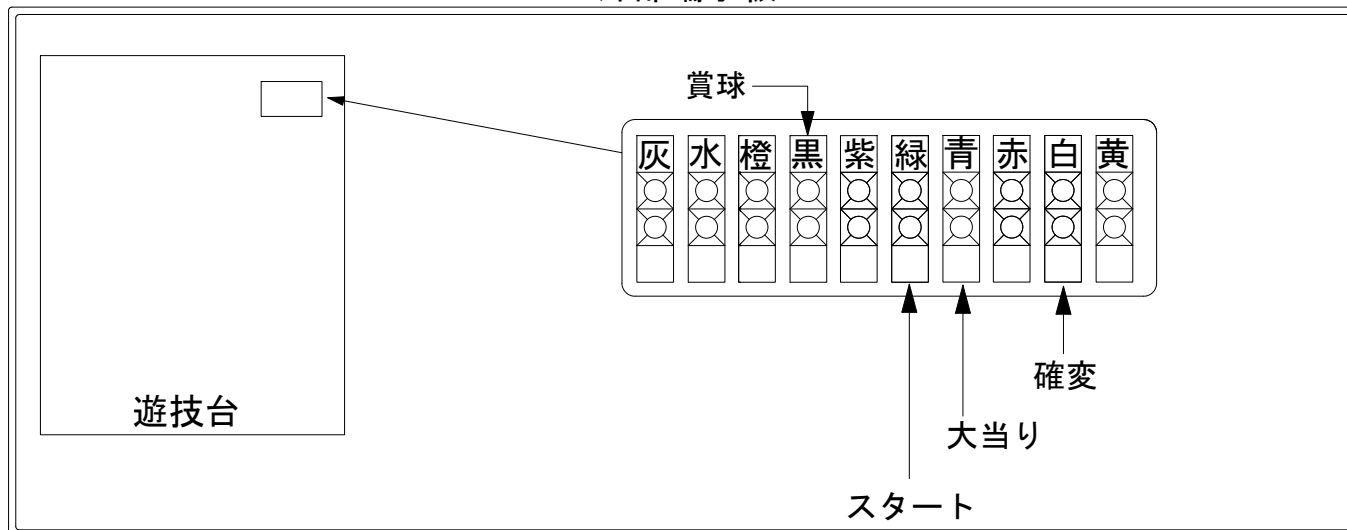 賞球
灰 水 橙 黒 紫 緑 青 赤 白 黄
確変
遊技台
大当り
スタート